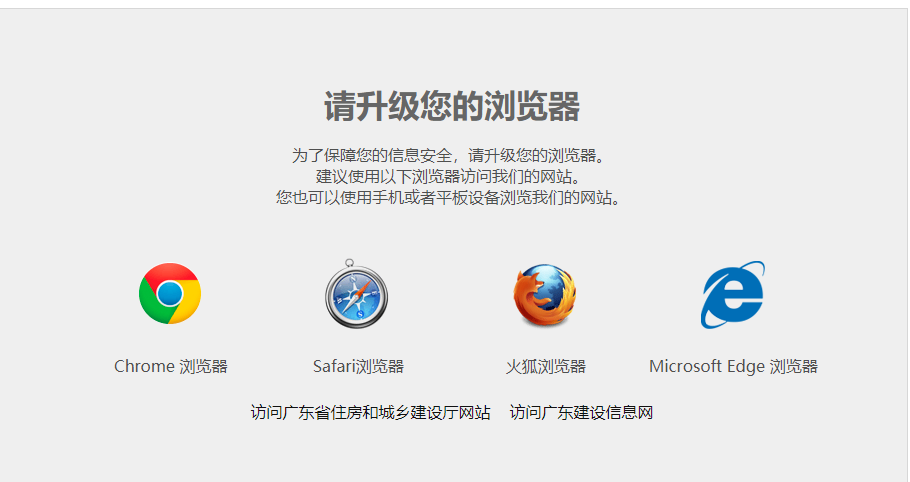 请升级您的浏览器
为了保障您的信息安全，请升级您的浏览器。
建议使用以下浏览器访问我们的网站。
您也可以使用手机或者平板设备浏览我们的网站。
Chrome 浏览器
Safari浏览器
火狐浏览器
Microsoft Edge 浏览器
访问广东省住房和城乡建设厅网站 访问广东建设信息网